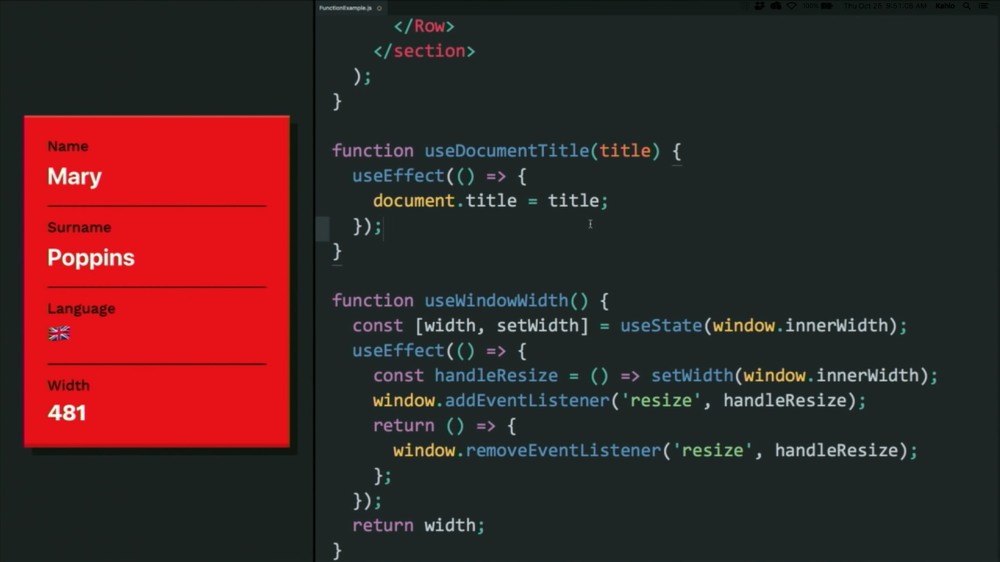 FunctionExample.js
100%
Thu Oct 25 9:51:05 AM
Kahlo
Name
Mary
Surname
Poppins
Language
Width
481
</Row>
</section>
);
}
function useDocumentTitle(title) {
useEffect(() => {
document.title = title;
});
}
function useWindowWidth() {
const [width, setWidth] = useState(window.innerWidth);
useEffect(() => {
const handleResize = () => setWidth(window.innerWidth);
window.addEventListener('resize', handleResize);
return () => {
window.removeEventListener('resize', handleResize);
};
});
return width;
}